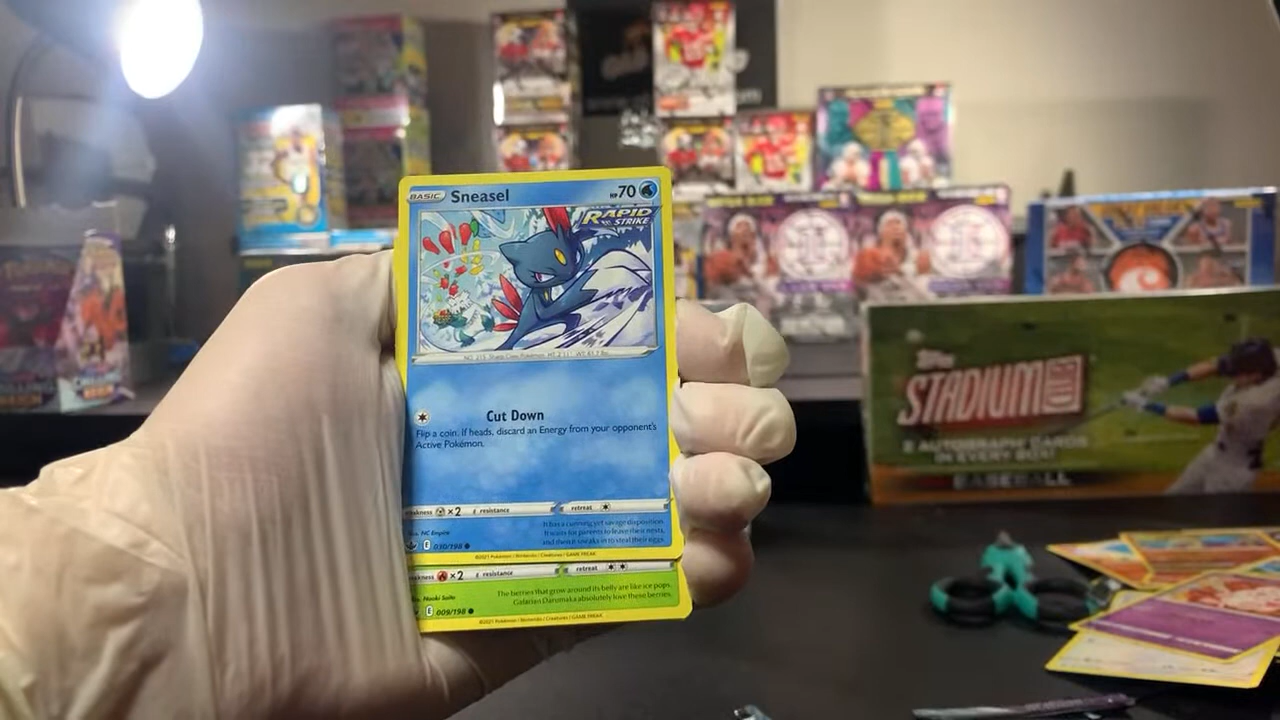 BASIC Sneasel HP 70
RAPID
STRIKE
NO. 215 Sharp Claw Pokémon HT: 2'11" WT: 61.7 lbs.
Cut Down
Flip a coin. If heads, discard an Energy from your opponent's
Active Pokémon.
weakness ×2 resistance retreat
It has a cunning yet savage disposition.
It waits for parents to leave their nests,
and then it sneaks in to steal their eggs.
Illus. NC Empire
E 030/198
©2021 Pokémon / Nintendo / Creatures / GAME FREAK
weakness ×2 resistance retreat
The berries that grow around its belly are like ice pops.
Galarian Darumaka absolutely love these berries.
Illus. Naoki Saito
E 009/198
©2021 Pokémon / Nintendo / Creatures / GAME FREAK
Topps
STADIUM CLUB
2 AUTOGRAPH CARDS
IN EVERY BOX!
BASEBALL